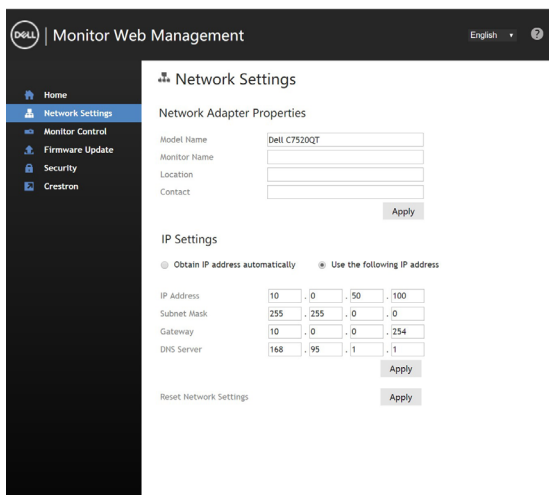 DELL | Monitor Web Management English ?
Network Settings
Home
Network Settings
Monitor Control
Firmware Update
Security
Crestron
Network Adapter Properties
Model Name Dell C7520QT
Monitor Name
Location
Contact
Apply
IP Settings
Obtain IP address automatically Use the following IP address
IP Address 10 . 0 . 50 . 100
Subnet Mask 255 . 255 . 0 . 0
Gateway 10 . 0 . 0 . 254
DNS Server 168 . 95 . 1 . 1
Apply
Reset Network Settings Apply